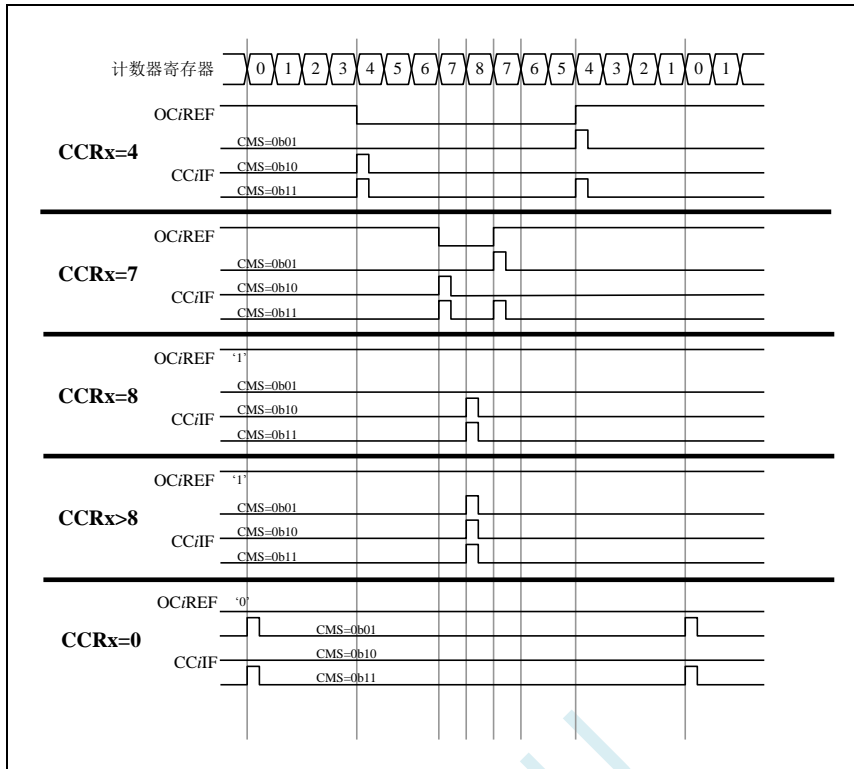 计数器寄存器 0 1 2 3 4 5 6 7 8 7 6 5 4 3 2 1 0 1
OCiREF
CCRx=4
CMS=0b01
CCiIF
CMS=0b10
CMS=0b11
OCiREF
CCRx=7
CMS=0b01
CCiIF
CMS=0b10
CMS=0b11
OCiREF ‘1’
CCRx=8
CMS=0b01
CCiIF
CMS=0b10
CMS=0b11
OCiREF ‘1’
CCRx>8
CMS=0b01
CCiIF
CMS=0b10
CMS=0b11
OCiREF ‘0’
CCRx=0
CMS=0b01
CCiIF
CMS=0b10
CMS=0b11